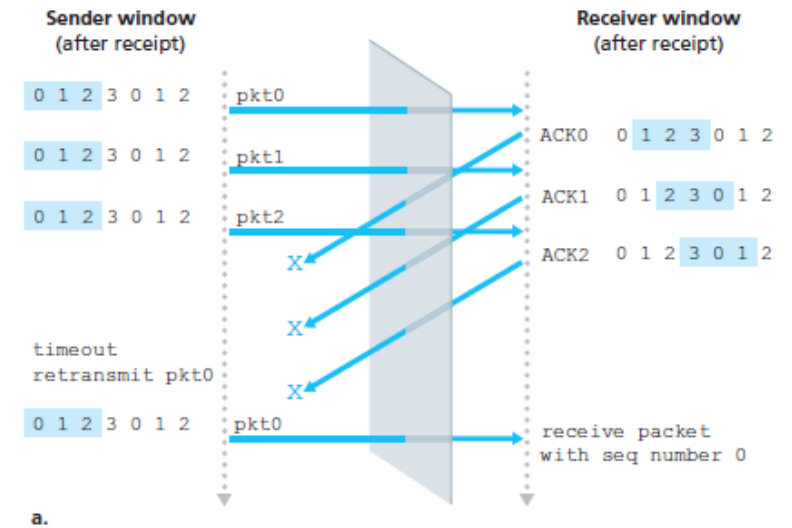 Sender window
(after receipt)
Receiver window
(after receipt)
0 1 2 3 0 1 2
pkt0
ACK0 0 1 2 3 0 1 2
0 1 2 3 0 1 2
pkt1
ACK1 0 1 2 3 0 1 2
0 1 2 3 0 1 2
pkt2
ACK2 0 1 2 3 0 1 2
X
X
timeout
retransmit pkt0
X
0 1 2 3 0 1 2
pkt0
receive packet
with seq number 0
a.